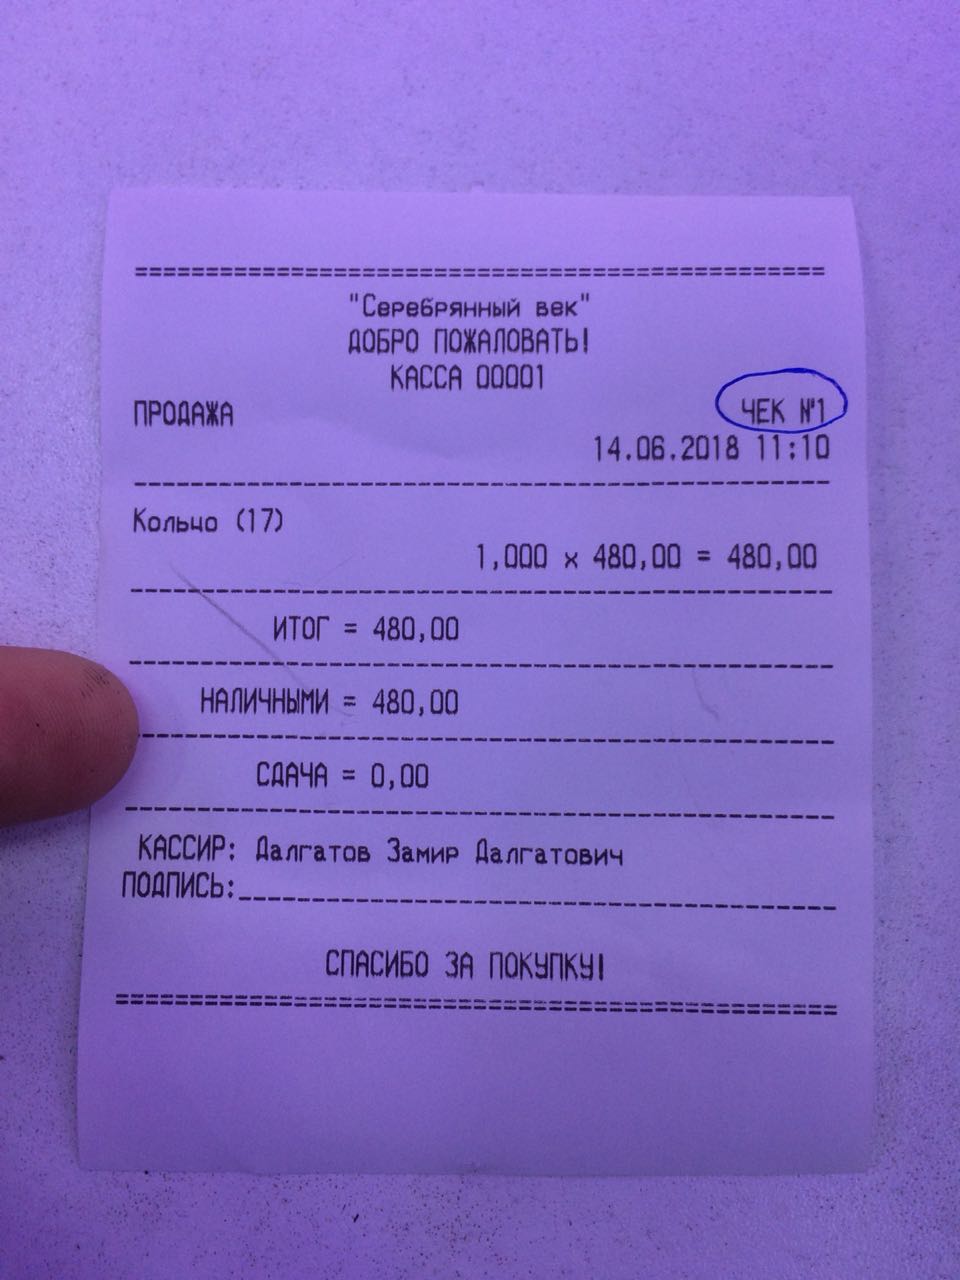 "Серебрянный век"
ДОБРО ПОЖАЛОВАТЬ!
КАССА 00001
ПРОДАЖА ЧЕК №1
14.06.2018 11:10
Кольцо (17)
1,000 x 480,00 = 480,00
ИТОГ = 480,00
НАЛИЧНЫМИ = 480,00
СДАЧА = 0,00
КАССИР: Далгатов Замир Далгатович
ПОДПИСЬ:
СПАСИБО ЗА ПОКУПКУ!